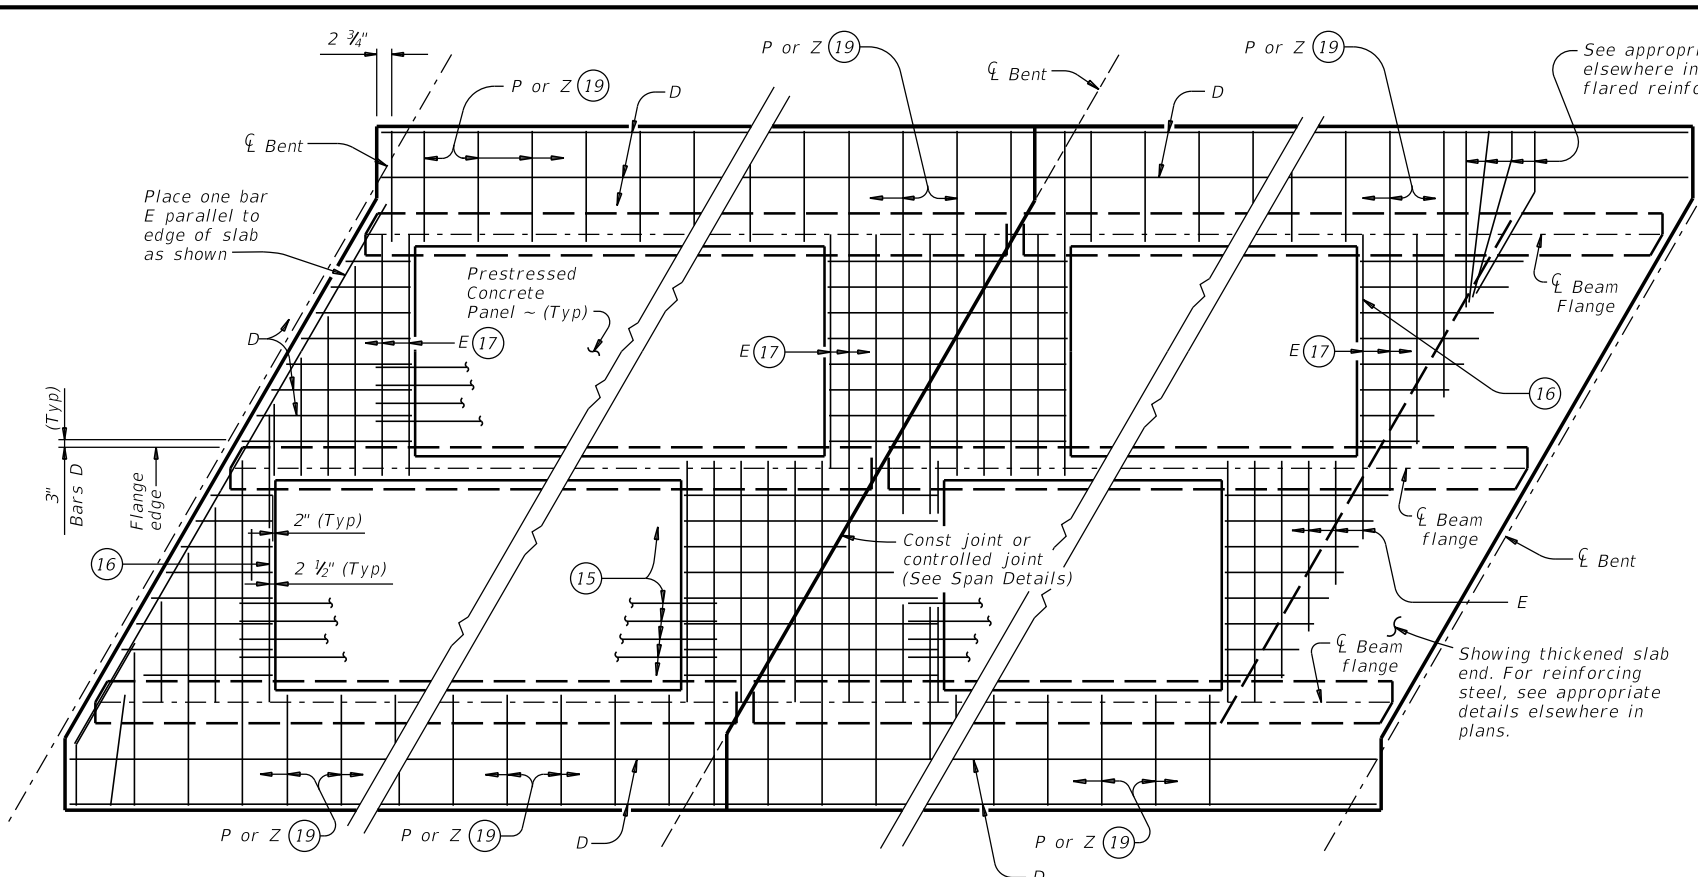 2 ¾"
P or Z 19
D
P or Z 19
℄ Bent
P or Z 19
D
See appropri
elsewhere in
flared reinfo
℄ Bent
Place one bar
E parallel to
edge of slab
as shown
Prestressed
Concrete
Panel ~ (Typ)
℄ Beam
Flange
D
E 17
E 17
E 17
16
(Typ)
3"
Bars D
Flange
edge
2" (Typ)
16
2 ½" (Typ)
15
Const joint or
controlled joint
(See Span Details)
℄ Beam
flange
℄ Bent
E
℄ Beam
flange
Showing thickened slab
end. For reinforcing
steel, see appropriate
details elsewhere in
plans.
P or Z 19
P or Z 19
D
P or Z 19
D